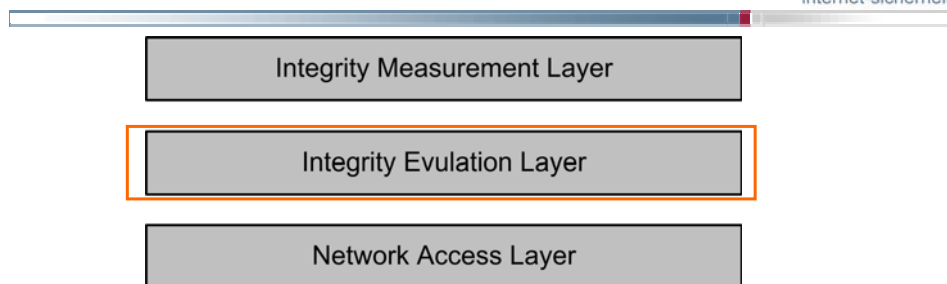 Integrity Measurement Layer
Integrity Evulation Layer
Network Access Layer